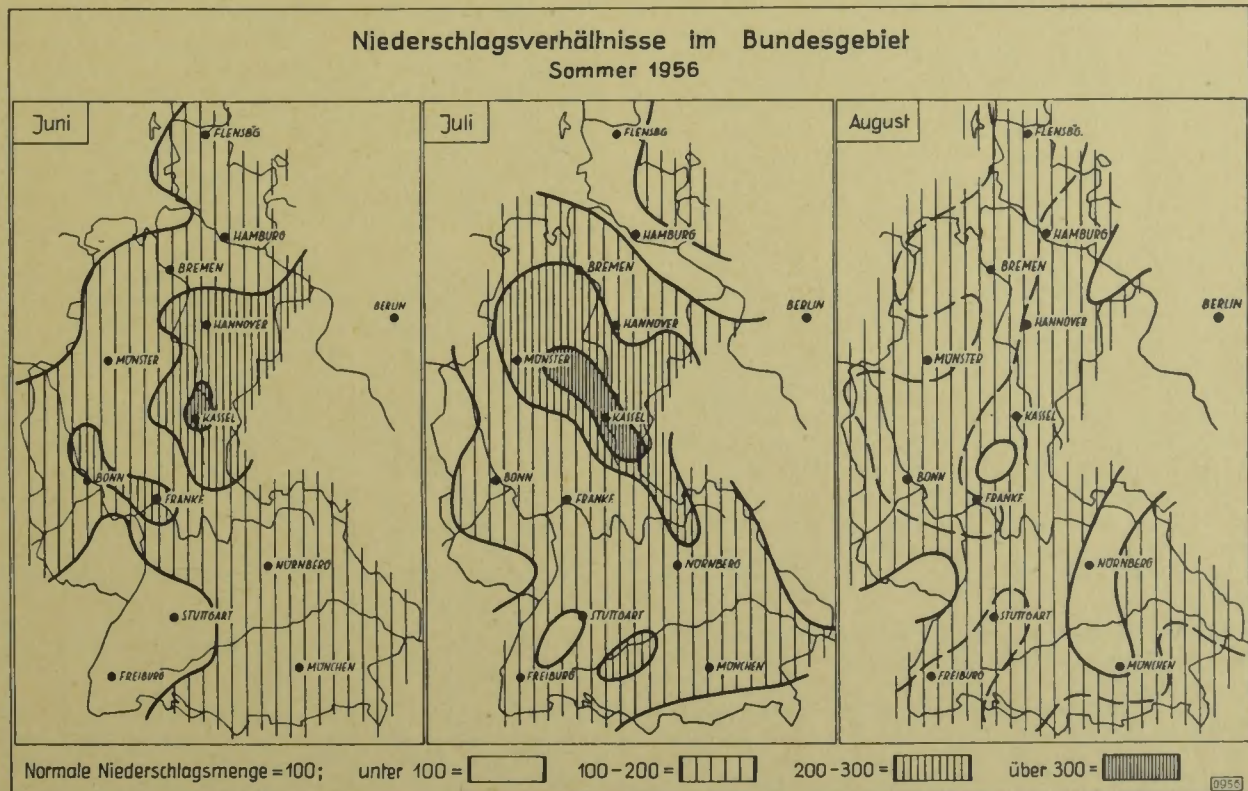 Niederschlagsverhältnisse im Bundesgebiet
Sommer 1956
Juni
FLENSBG
HAMBURG
BREMEN
BERLIN
HANNOVER
MÜNSTER
KASSEL
BONN
FRANKF
NÜRNBERG
STUTTGART
MÜNCHEN
FREIBURG
Juli
FLENSBG
HAMBURG
BREMEN
BERLIN
HANNOVER
MÜNSTER
KASSEL
BONN
FRANKF
NÜRNBERG
STUTTGART
MÜNCHEN
FREIBURG
August
FLENSBG.
HAMBURG
BREMEN
BERLIN
HANNOVER
MÜNSTER
KASSEL
BONN
FRANKF
NÜRNBERG
STUTTGART
MÜNCHEN
FREIBURG
Normale Niederschlagsmenge=100; unter 100= 100-200= 200-300= über 300=
0956